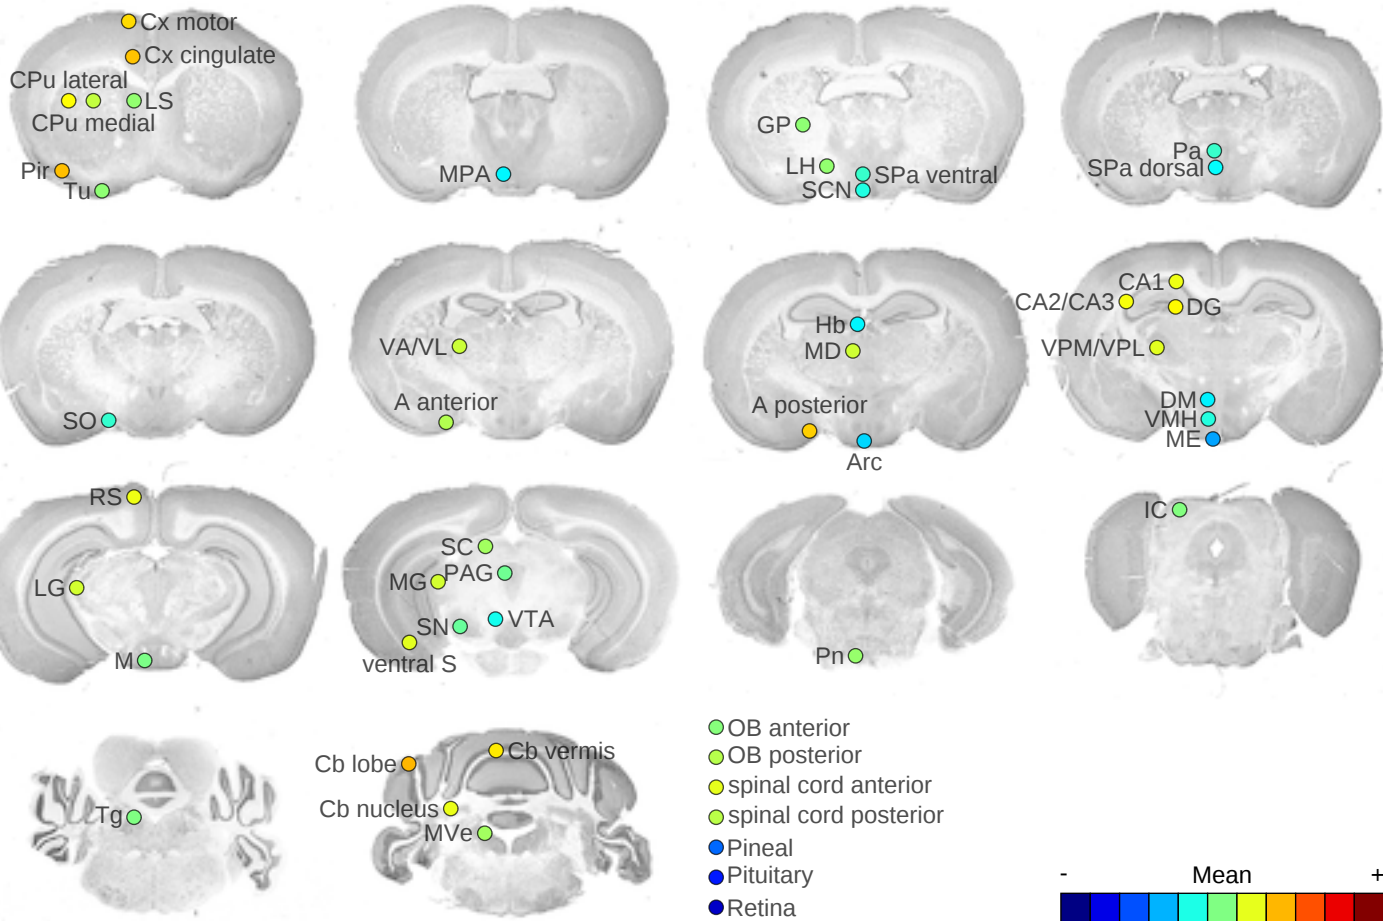 Cx motor
Cx cingulate
CPu lateral
LS
CPu medial
Pir
Tu
MPA
GP
LH
SPa ventral
SCN
Pa
SPa dorsal
SO
VA/VL
A anterior
Hb
MD
A posterior
Arc
CA1
CA2/CA3
DG
VPM/VPL
DM
VMH
ME
RS
LG
M
SC
PAG
MG
SN
VTA
ventral S
Pn
IC
Tg
Cb lobe
Cb vermis
Cb nucleus
MVe
OB anterior
OB posterior
spinal cord anterior
spinal cord posterior
Pineal
Pituitary
Retina
- Mean +